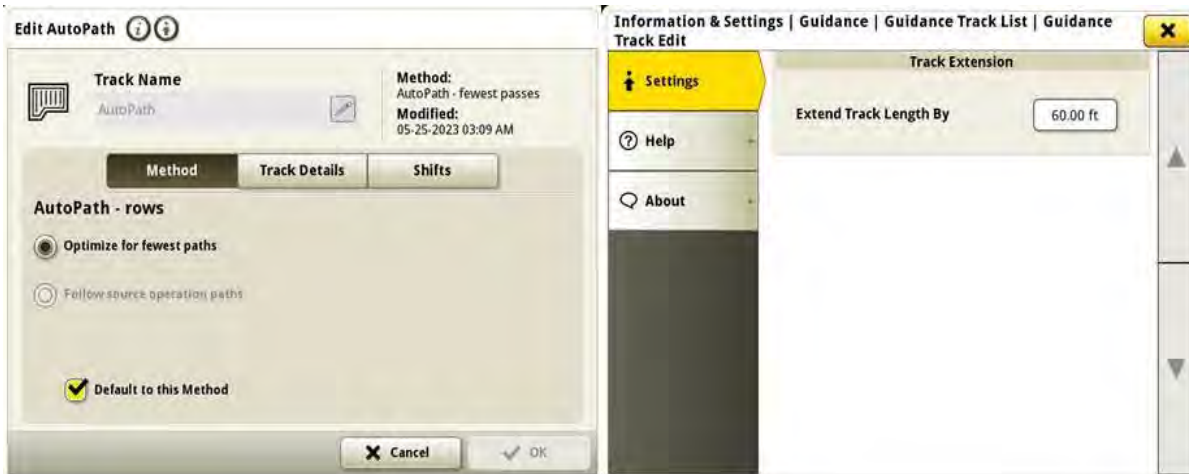 Edit AutoPath
Track Name
AutoPath
Method:
AutoPath - fewest passes
Modified:
05-25-2023 03:09 AM
Method
Track Details
Shifts
AutoPath - rows
Optimize for fewest paths
Follow source operation paths
Default to this Method
Cancel
OK
Information & Settings | Guidance | Guidance Track List | Guidance
Track Edit
Settings
Help
About
Track Extension
Extend Track Length By
60.00 ft